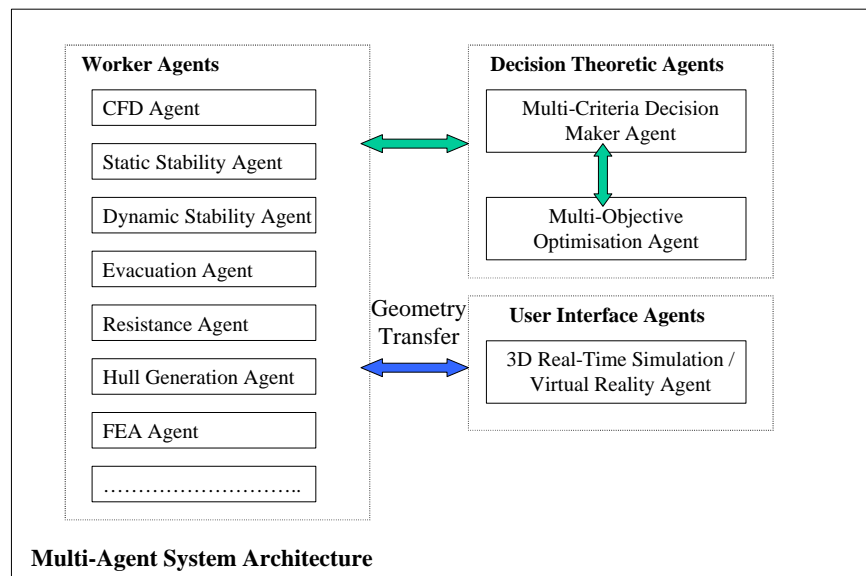 Worker Agents
CFD Agent
Static Stability Agent
Dynamic Stability Agent
Evacuation Agent
Resistance Agent
Hull Generation Agent
FEA Agent
…………………………..
Geometry
Transfer
Decision Theoretic Agents
Multi-Criteria Decision
Maker Agent
Multi-Objective
Optimisation Agent
User Interface Agents
3D Real-Time Simulation /
Virtual Reality Agent
Multi-Agent System Architecture